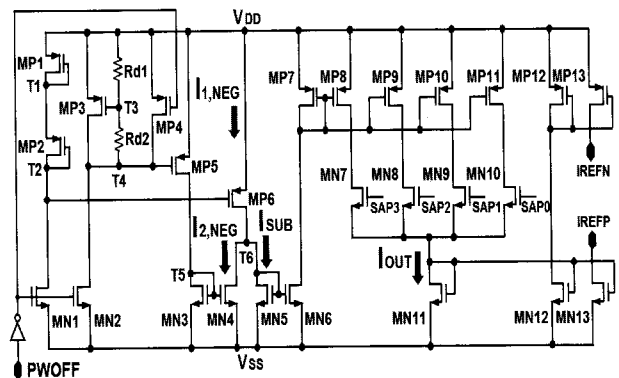 VDD
MP1
T1
Rd1
MP3
T3
MP4
I1,NEG
MP7
MP8
MP9
MP10
MP11
MP12
MP13
MP2
T2
Rd2
T4
MP5
MP6
MN7
MN8
MN9
MN10
SAP3
SAP2
SAP1
SAP0
IREFN
I2,NEG
ISUB
IREFP
T5
T6
IOUT
MN1
MN2
MN3
MN4
MN5
MN6
MN11
MN12
MN13
VSS
PWOFF